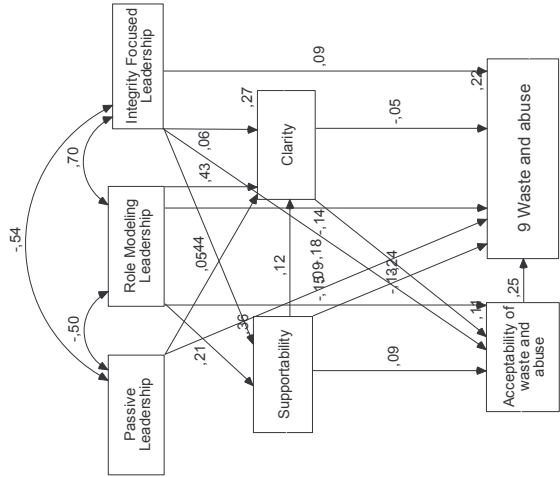 -,54
-,50
,70
Passive
Leadership
Role Modeling
Leadership
Integrity Focused
Leadership
,09
,27
,06
,43
,05
,44
,21
,36
Supportability
Clarity
,12
-,15
,09
-,18
-,14
-,13
,24
-,05
,09
,11
,22
Acceptability of
waste and
abuse
,25
9 Waste and abuse